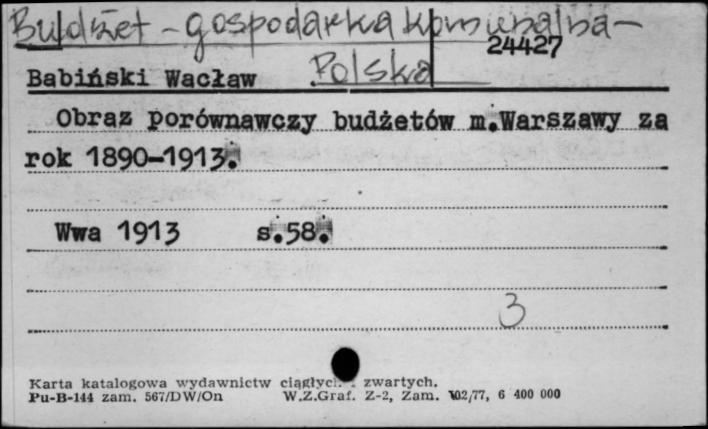 Budżet - gospodarka komunalna -
24427
Babiński Wacław Polska
Obraz porównawczy budżetów m.Warszawy za
rok 1890-1913.
Wwa 1913 s.58.
3
Karta katalogowa wydawnictw ciągłych i zwartych.
Pu-B-144 zam. 567/DW/On W.Z.Graf. Z-2, Zam. 102/77, 6 400 000